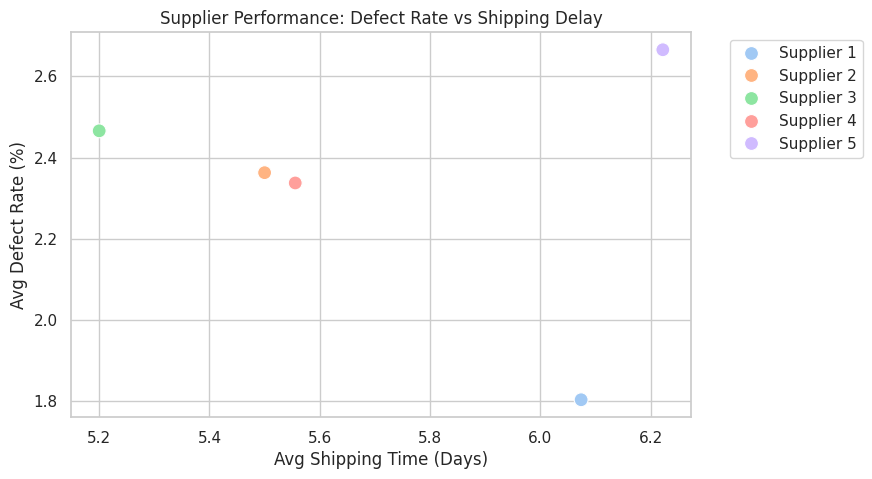 Supplier Performance: Defect Rate vs Shipping Delay
Supplier 1
Supplier 2
Supplier 3
Supplier 4
Supplier 5
Avg Defect Rate (%)
2.6
2.4
2.2
2.0
1.8
5.2 5.4 5.6 5.8 6.0 6.2
Avg Shipping Time (Days)